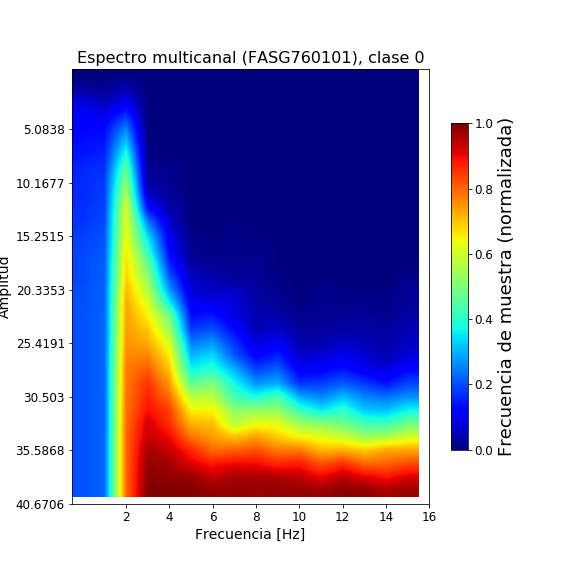 Espectro multicanal (FASG760101), clase 0
Amplitud
5.0838
10.1677
15.2515
20.3353
25.4191
30.503
35.5868
40.6706
2 4 6 8 10 12 14 16
Frecuencia [Hz]
1.0
0.8
0.6
0.4
0.2
0.0
Frecuencia de muestra (normalizada)